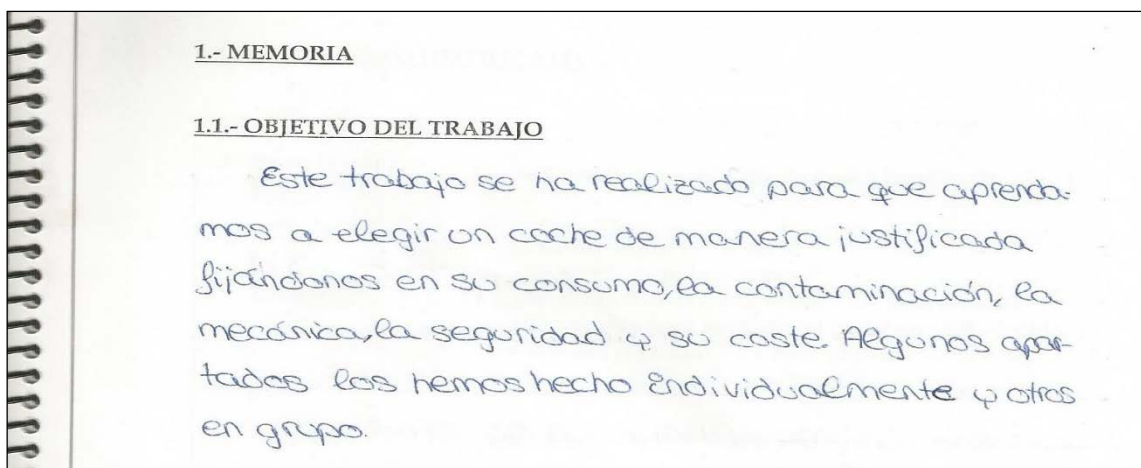 1.- MEMORIA
1.1.- OBJETIVO DEL TRABAJO
Este trabajo se ha realizado para que aprenda-
mos a elegir un coche de manera justificada
fijándonos en su consumo, la contaminación, la
mecánica, la seguridad y su coste. Algunos apar-
tados los hemos hecho individualmente y otros
en grupo.